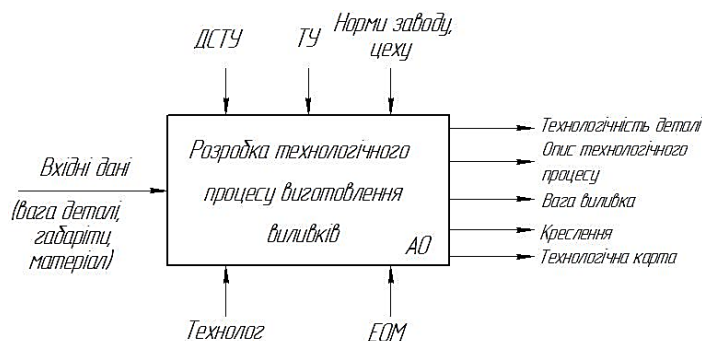 ДСТУ
ТУ
Норми заводу,
цеху
Розробка технологічного
процесу виготовлення
виливків
А0
Вхідні дані
(вага деталі,
габаріти,
матеріал)
Технологічність деталі
Опис технологічного
процесу
Вага виливка
Креслення
Технологічна карта
Технолог
ЕОМ